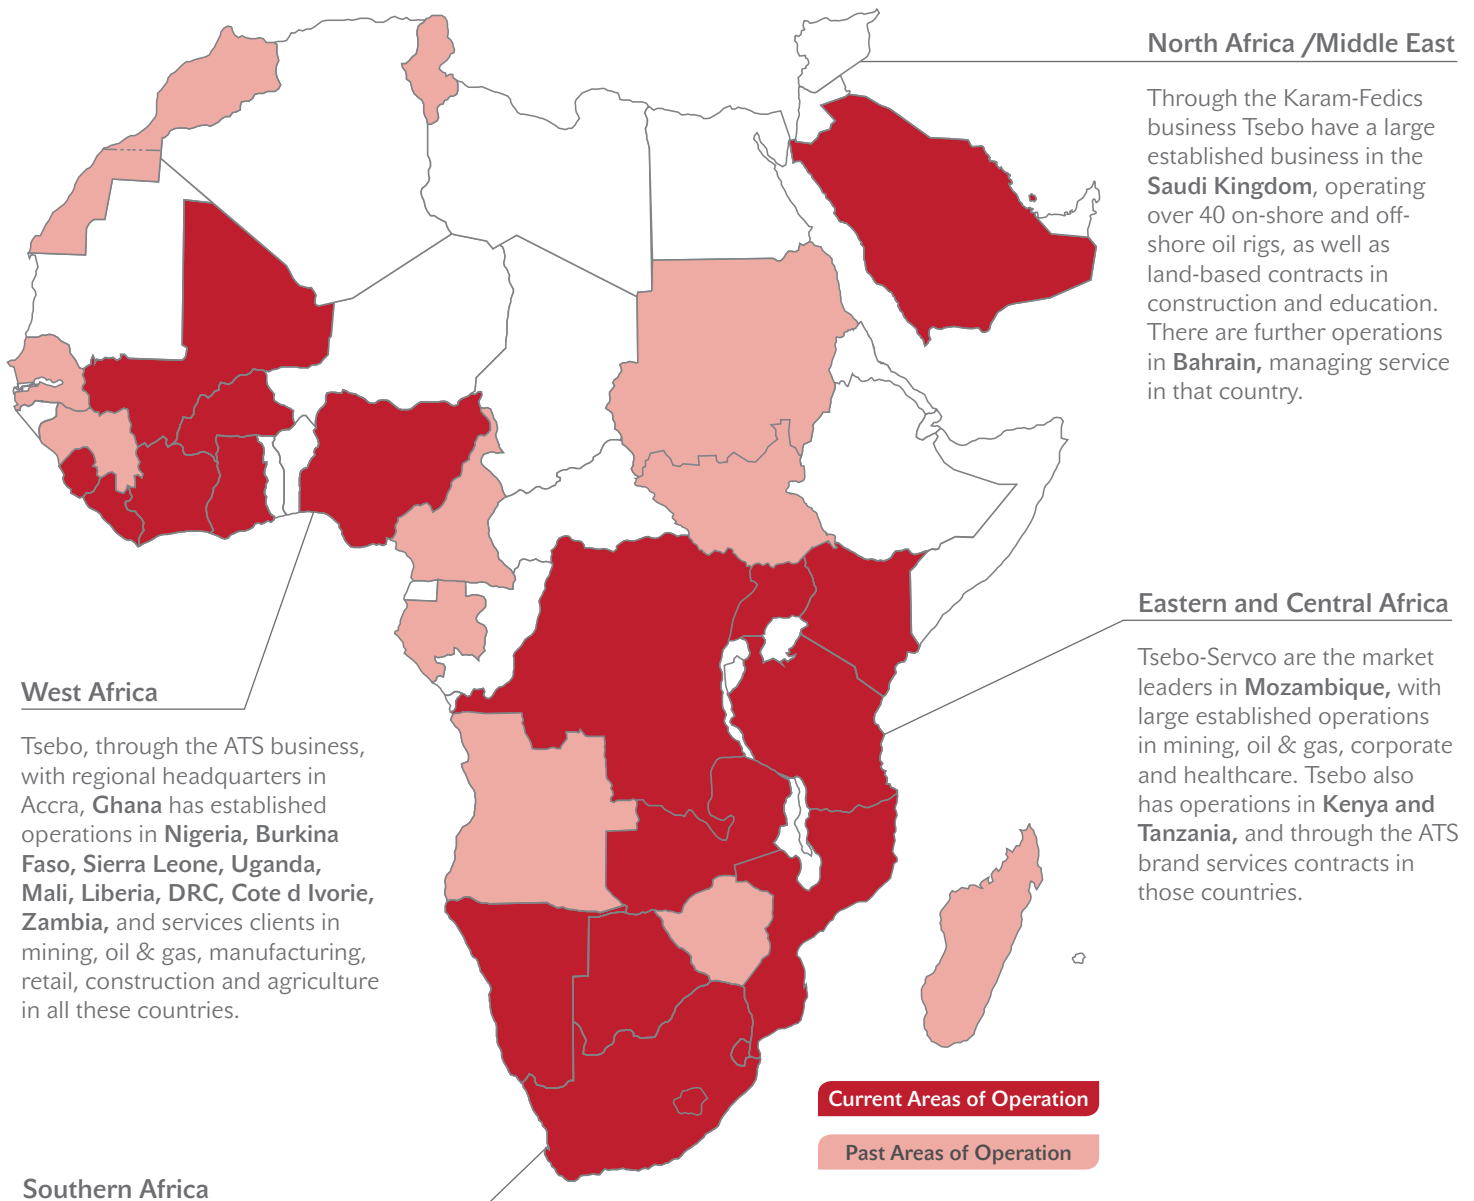 North Africa /Middle East
Through the Karam-Fedics
business Tsebo have a large
established business in the
Saudi Kingdom, operating
over 40 on-shore and off-
shore oil rigs, as well as
land-based contracts in
construction and education.
There are further operations
in Bahrain, managing service
in that country.
Eastern and Central Africa
Tsebo-Servco are the market
leaders in Mozambique, with
large established operations
in mining, oil & gas, corporate
and healthcare. Tsebo also
has operations in Kenya and
Tanzania, and through the ATS
brand services contracts in
those countries.
West Africa
Tsebo, through the ATS business,
with regional headquarters in
Accra, Ghana has established
operations in Nigeria, Burkina
Faso, Sierra Leone, Uganda,
Mali, Liberia, DRC, Cote d Ivorie,
Zambia, and services clients in
mining, oil & gas, manufacturing,
retail, construction and agriculture
in all these countries.
Current Areas of Operation
Past Areas of Operation
Southern Africa